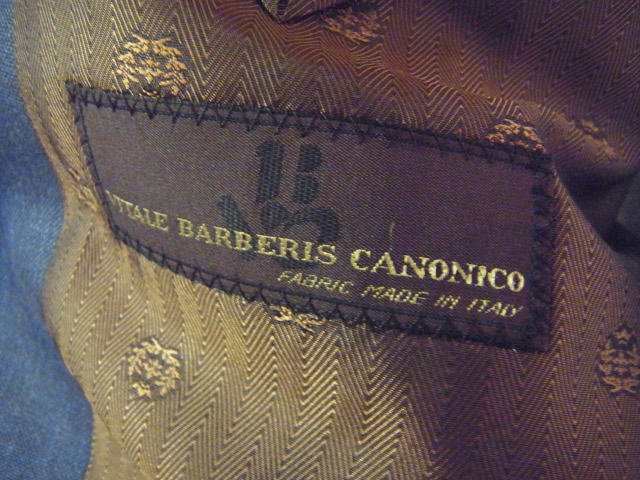 VITALE BARBERIS CANONICO
FABRIC MADE IN ITALY